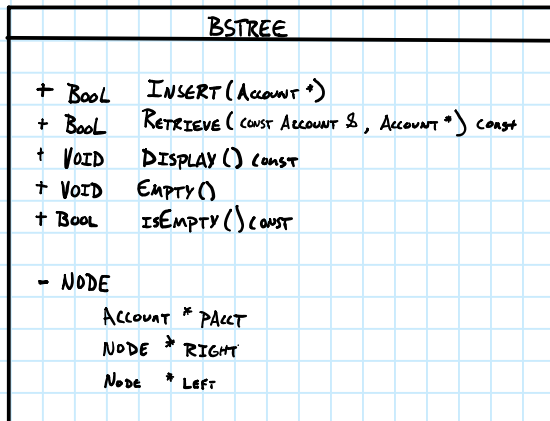 BSTREE
+ Bool INSERT(Account *)
+ Bool RETRIEVE(const Account &, Account *) const
+ VOID DISPLAY() const
+ VOID EMPTY()
+ Bool ISEMPTY() CONST
- NODE
Account * PAccT
NODE * RIGHT
NODE * LEFT